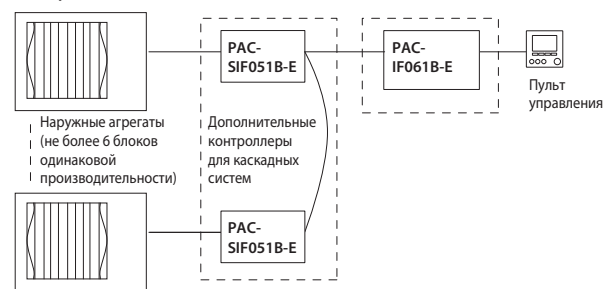 PAC-
SIF051B-E
PAC-
IF061B-E
Пульт
управления
Наружные агрегаты
(не более 6 блоков
одинаковой
производительности)
Дополнительные
контроллеры
для каскадных
систем
PAC-
SIF051B-E